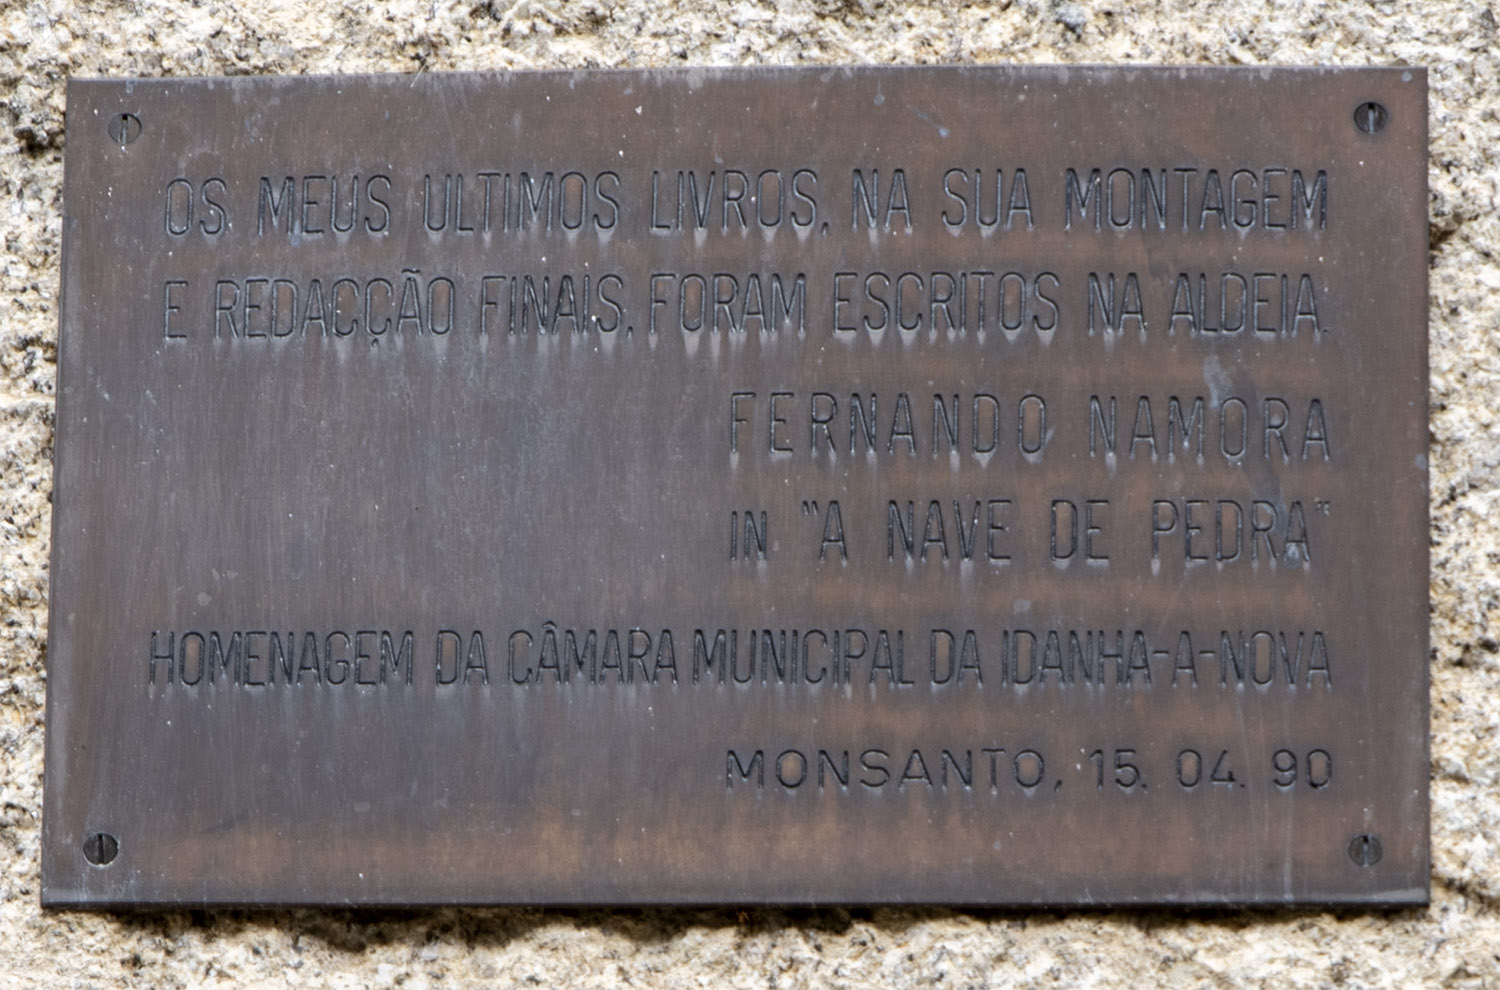 OS MEUS ULTIMOS LIVROS, NA SUA MONTAGEM
E REDACÇÃO FINAIS, FORAM ESCRITOS NA ALDEIA.
FERNANDO NAMORA
IN "A NAVE DE PEDRA"
HOMENAGEM DA CÂMARA MUNICIPAL DA IDANHA-A-NOVA
MONSANTO, 15. 04. 90